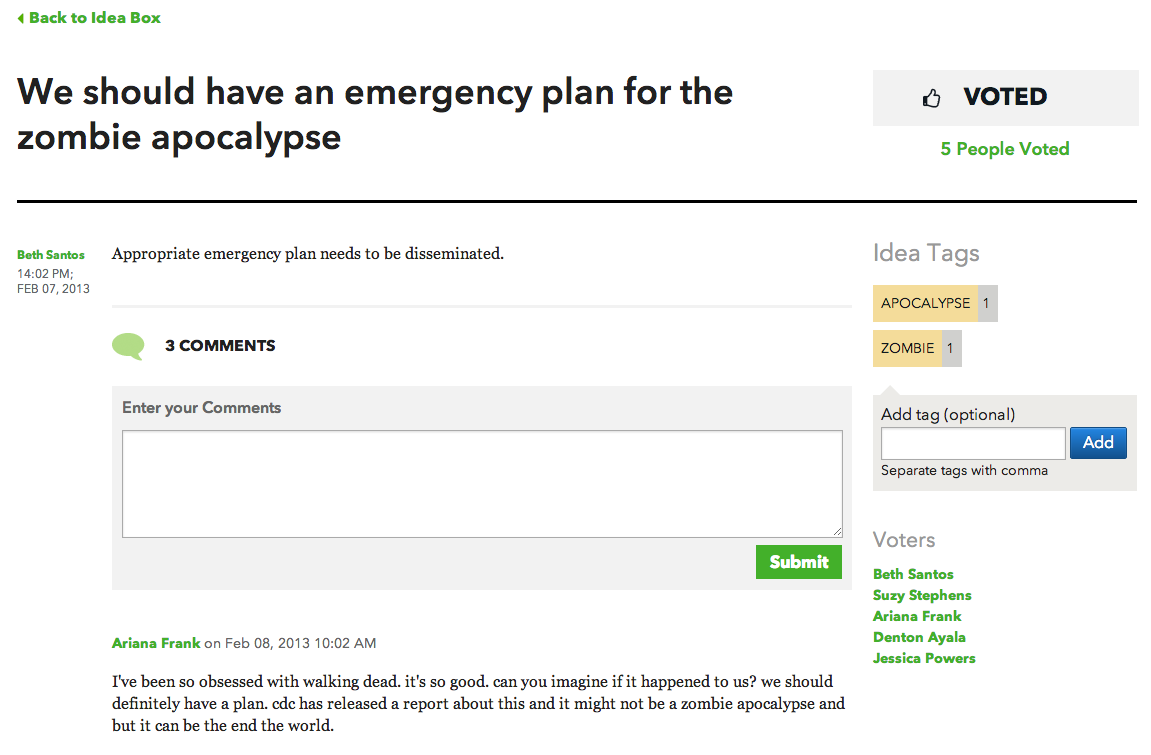 Back to Idea Box
We should have an emergency plan for the
zombie apocalypse
VOTED
5 People Voted
Beth Santos
14:02 PM;
FEB 07, 2013
Appropriate emergency plan needs to be disseminated.
3 COMMENTS
Enter your Comments
Submit
Ariana Frank on Feb 08, 2013 10:02 AM
I've been so obsessed with walking dead. it's so good. can you imagine if it happened to us? we should
definitely have a plan. cdc has released a report about this and it might not be a zombie apocalypse and
but it can be the end the world.
Idea Tags
APOCALYPSE 1
ZOMBIE 1
Add tag (optional)
Add
Separate tags with comma
Voters
Beth Santos
Suzy Stephens
Ariana Frank
Denton Ayala
Jessica Powers